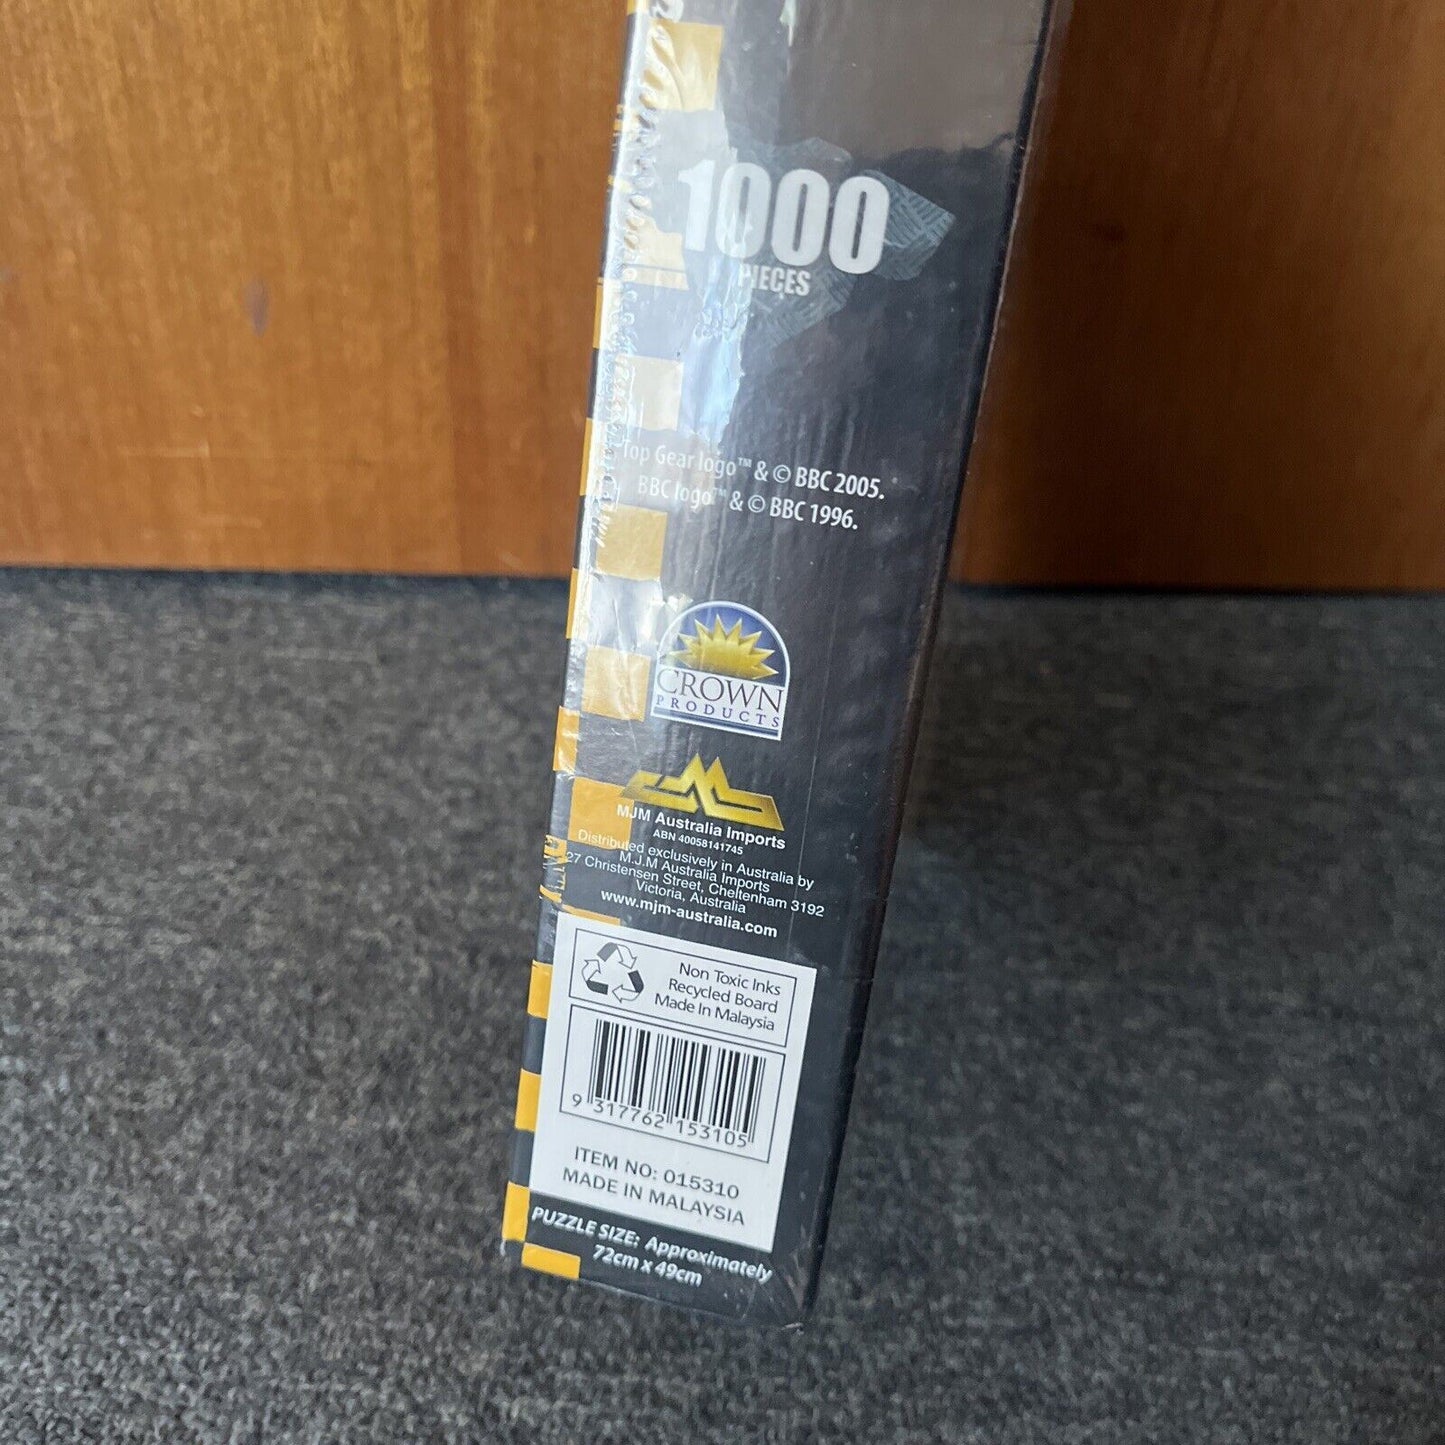 1000
PIECES
Top Gear logo™ & © BBC 2005.
BBC logo™ & © BBC 1996.
CROWN
PRODUCTS
MJM Australia Imports
ABN 40058141745
Distributed exclusively in Australia by
M.J.M Australia Imports
27 Christensen Street, Cheltenham 3192
Victoria, Australia
www.mjm-australia.com
Non Toxic Inks
Recycled Board
Made In Malaysia
9 317762 153105
ITEM NO: 015310
MADE IN MALAYSIA
PUZZLE SIZE: Approximately
72cm x 49cm